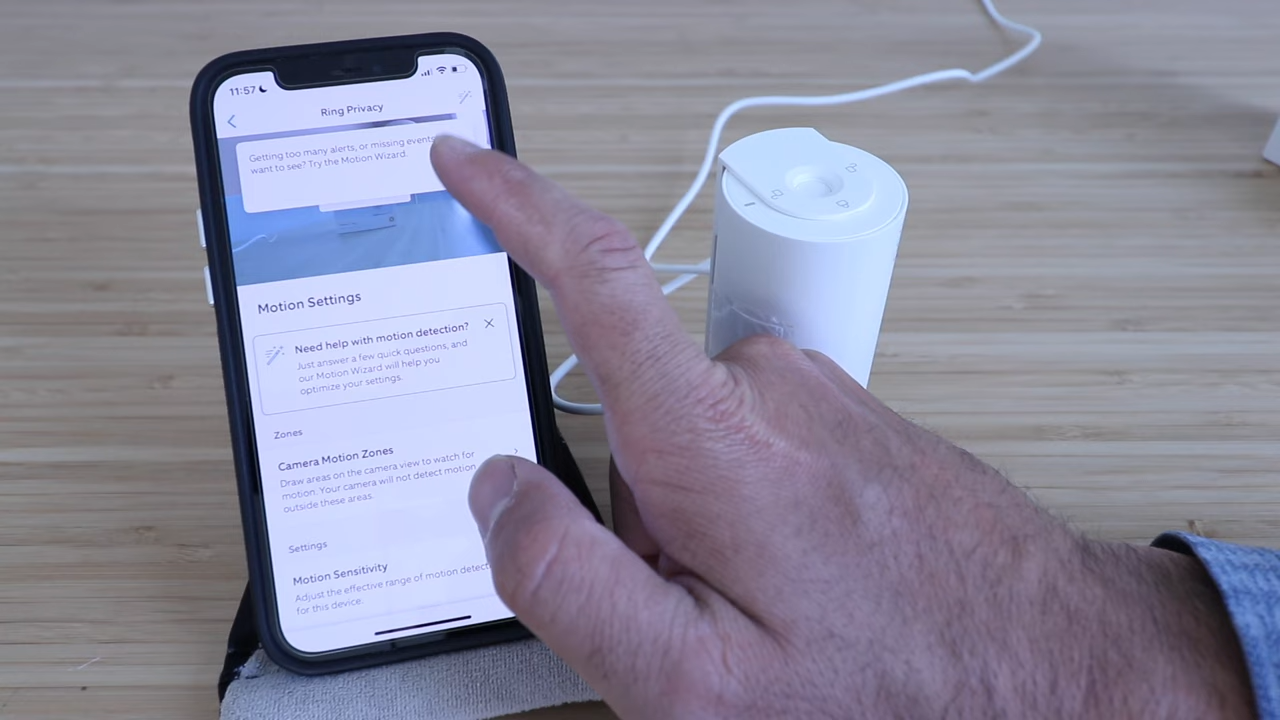 11:57
Ring Privacy
Getting too many alerts, or missing events
want to see? Try the Motion Wizard.
Motion Settings
Need help with motion detection?
Just answer a few quick questions, and
our Motion Wizard will help you
optimize your settings.
Zones
Camera Motion Zones
Draw areas on the camera view to watch for
motion. Your camera will not detect motion
outside these areas.
Settings
Motion Sensitivity
Adjust the effective range of motion detect
for this device.